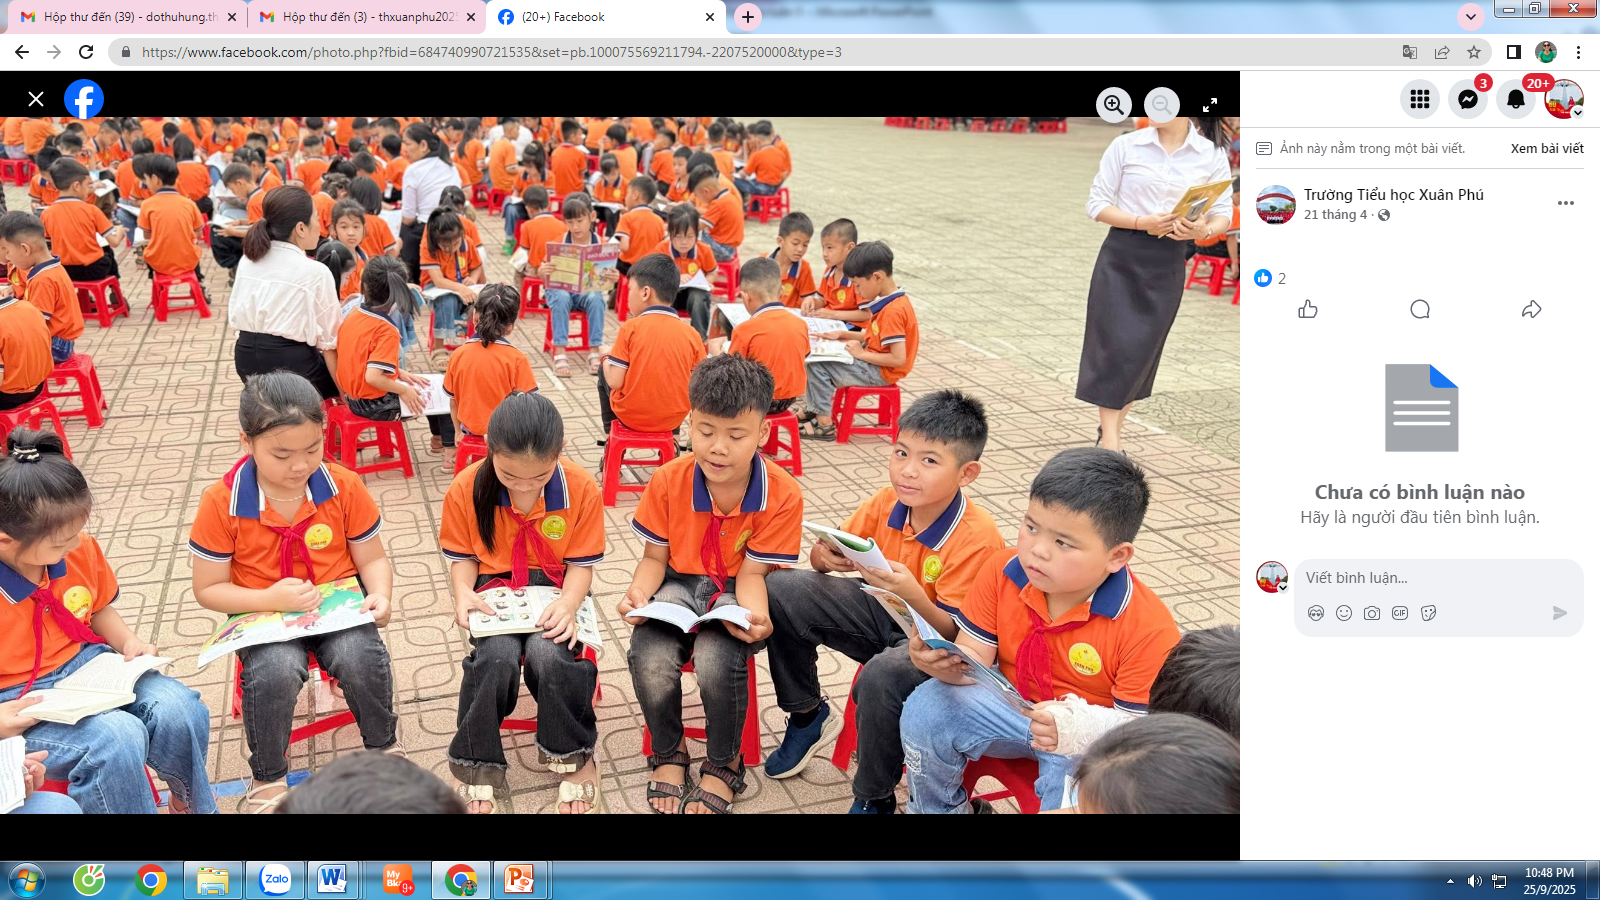 Hộp thư đến (39) - dothuhung.th
Hộp thư đến (3) - thxuanphu2025
(20+) Facebook
https://www.facebook.com/photo.php?fbid=684740990721535&set=pb.100075569211794.-2207520000&type=3
3
20+
Ảnh này nằm trong một bài viết.
Xem bài viết
Trường Tiểu học Xuân Phú
21 tháng 4 ·
2
Chưa có bình luận nào
Hãy là người đầu tiên bình luận.
Viết bình luận...
GIF
Zalo
My
9+
10:48 PM
25/9/2025